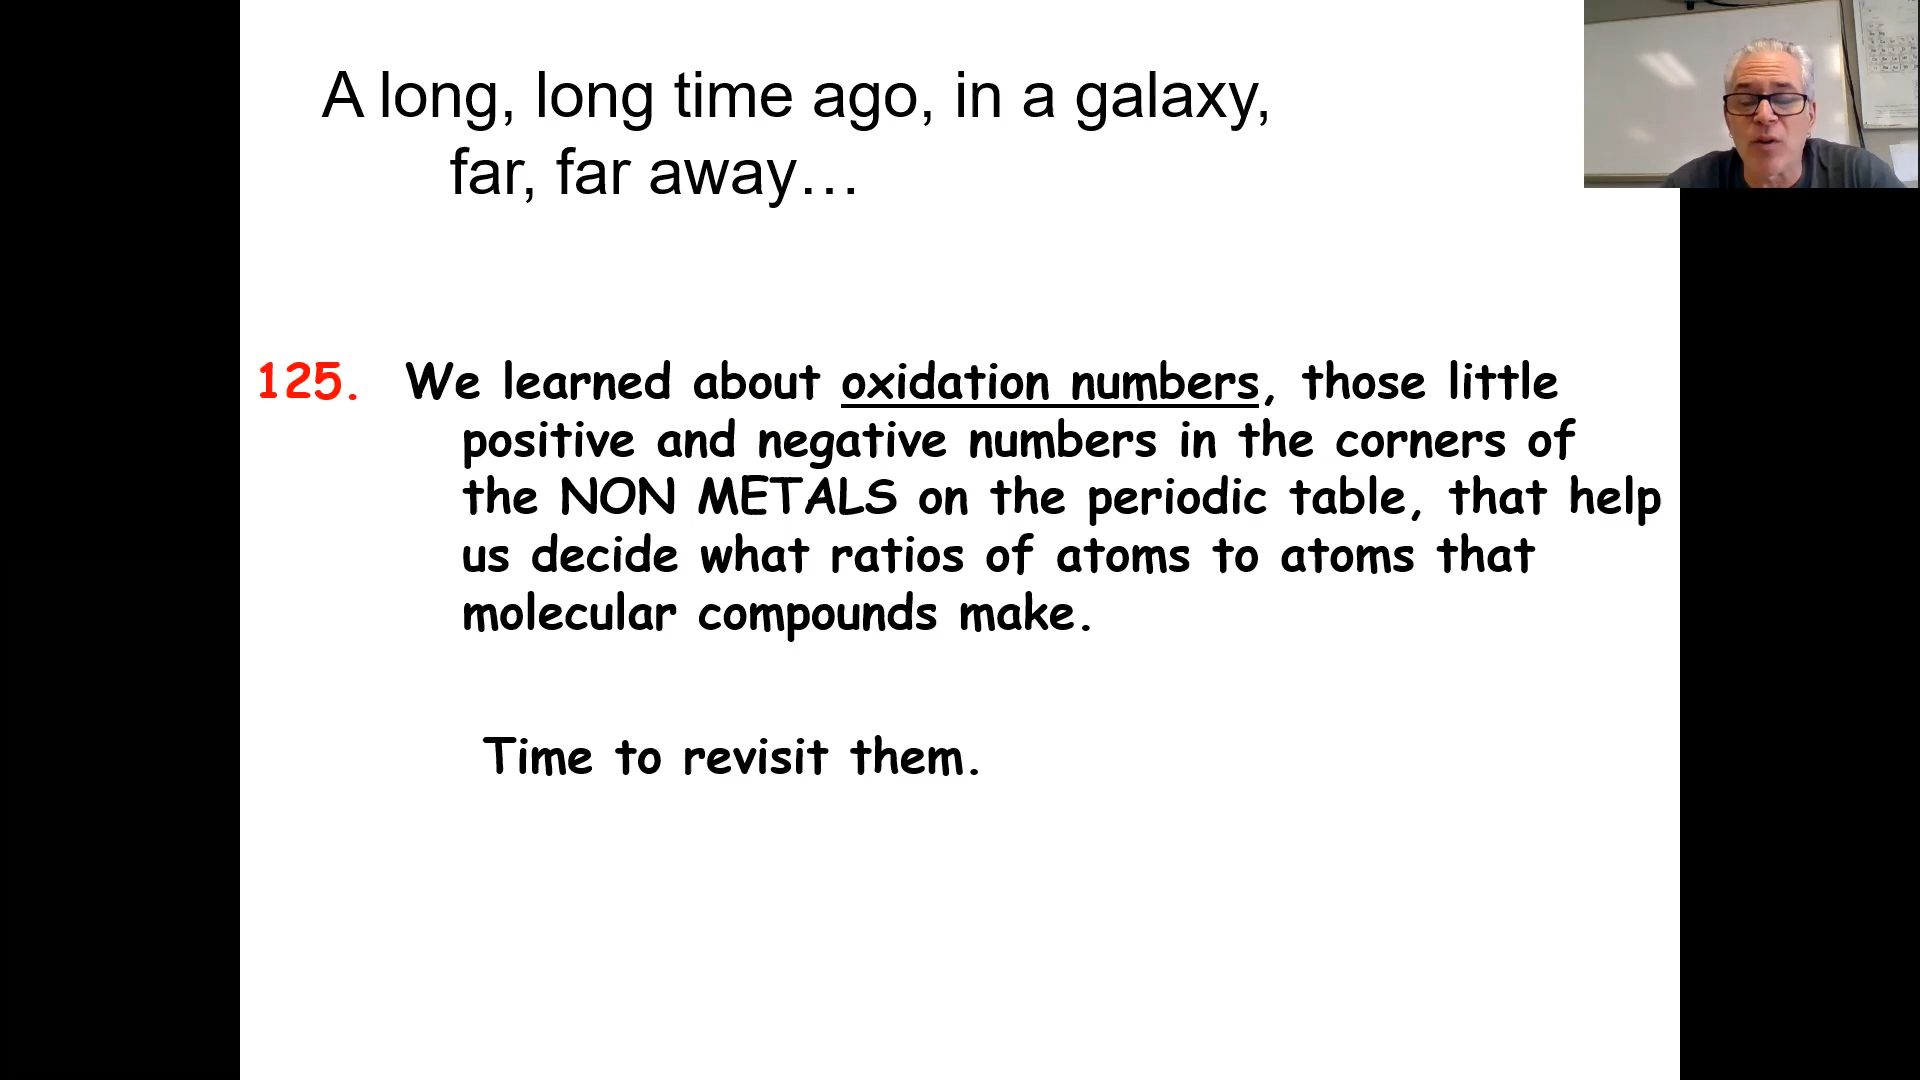 A long, long time ago, in a galaxy,
far, far away…
125. We learned about oxidation numbers, those little
positive and negative numbers in the corners of
the NON METALS on the periodic table, that help
us decide what ratios of atoms to atoms that
molecular compounds make.
Time to revisit them.